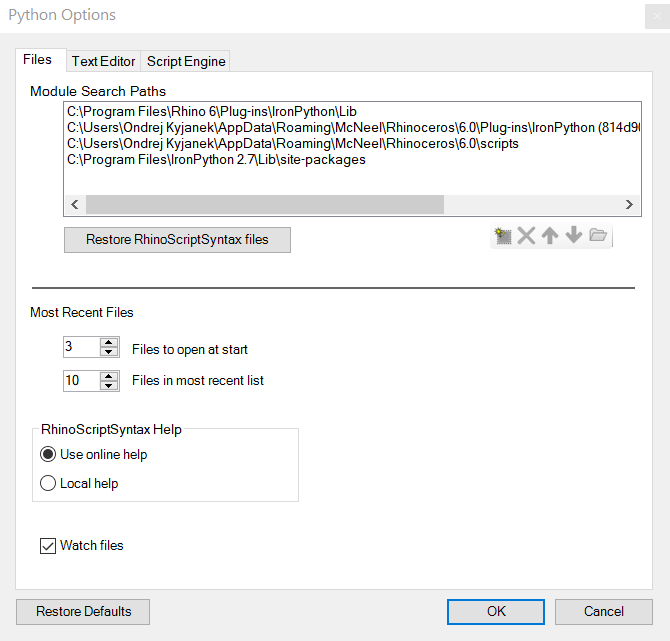 Python Options
Files
Text Editor
Script Engine
Module Search Paths
C:\Program Files\Rhino 6\Plug-ins\IronPython\Lib
C:\Users\Ondrej Kyjanek\AppData\Roaming\McNeel\Rhinoceros\6.0\Plug-ins\IronPython (814d90
C:\Users\Ondrej Kyjanek\AppData\Roaming\McNeel\Rhinoceros\6.0\scripts
C:\Program Files\IronPython 2.7\Lib\site-packages
Restore RhinoScriptSyntax files
Most Recent Files
3
Files to open at start
10
Files in most recent list
RhinoScriptSyntax Help
Use online help
Local help
Watch files
Restore Defaults
OK
Cancel